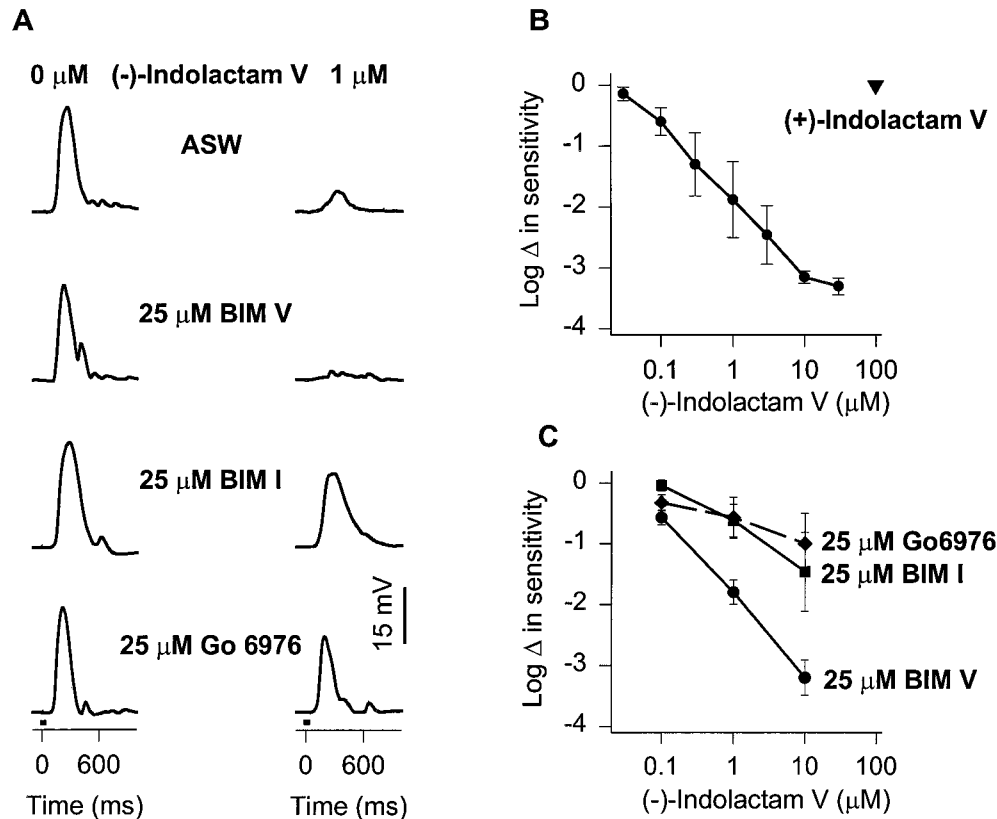 A
0 μM (-)-Indolactam V 1 μM
ASW
25 μM BIM V
25 μM BIM I
15 mV
25 μM Go 6976
0 600
0 600
Time (ms)
Time (ms)
B
0
-1
-2
-3
-4
Log Δ in sensitivity
(+)-Indolactam V
0.1 1 10 100
(-)-Indolactam V (μM)
C
0
-1
-2
-3
-4
Log Δ in sensitivity
25 μM Go6976
25 μM BIM I
25 μM BIM V
0.1 1 10 100
(-)-Indolactam V (μM)